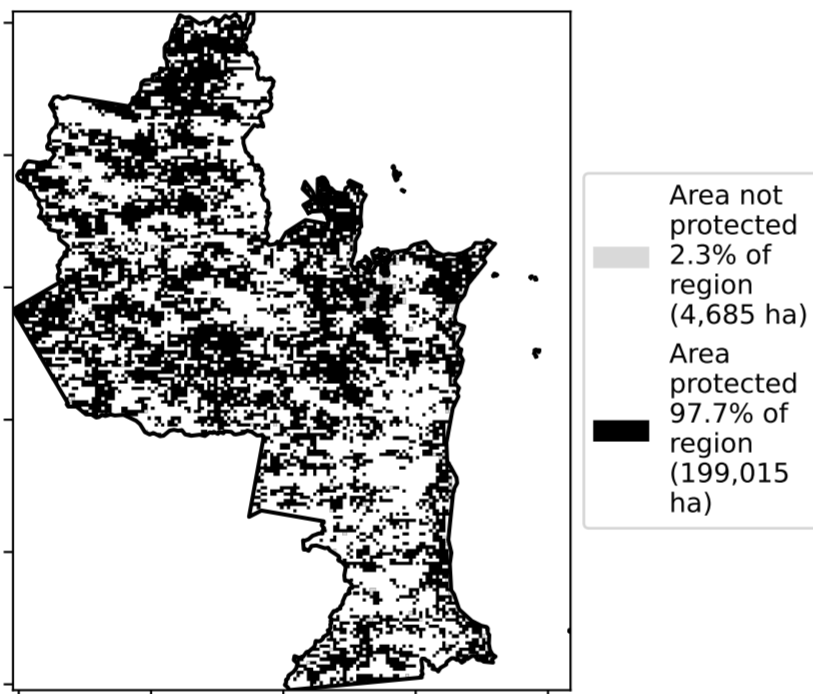 Area not
protected
2.3% of
region
(4,685 ha)
Area
protected
97.7% of
region
(199,015
ha)